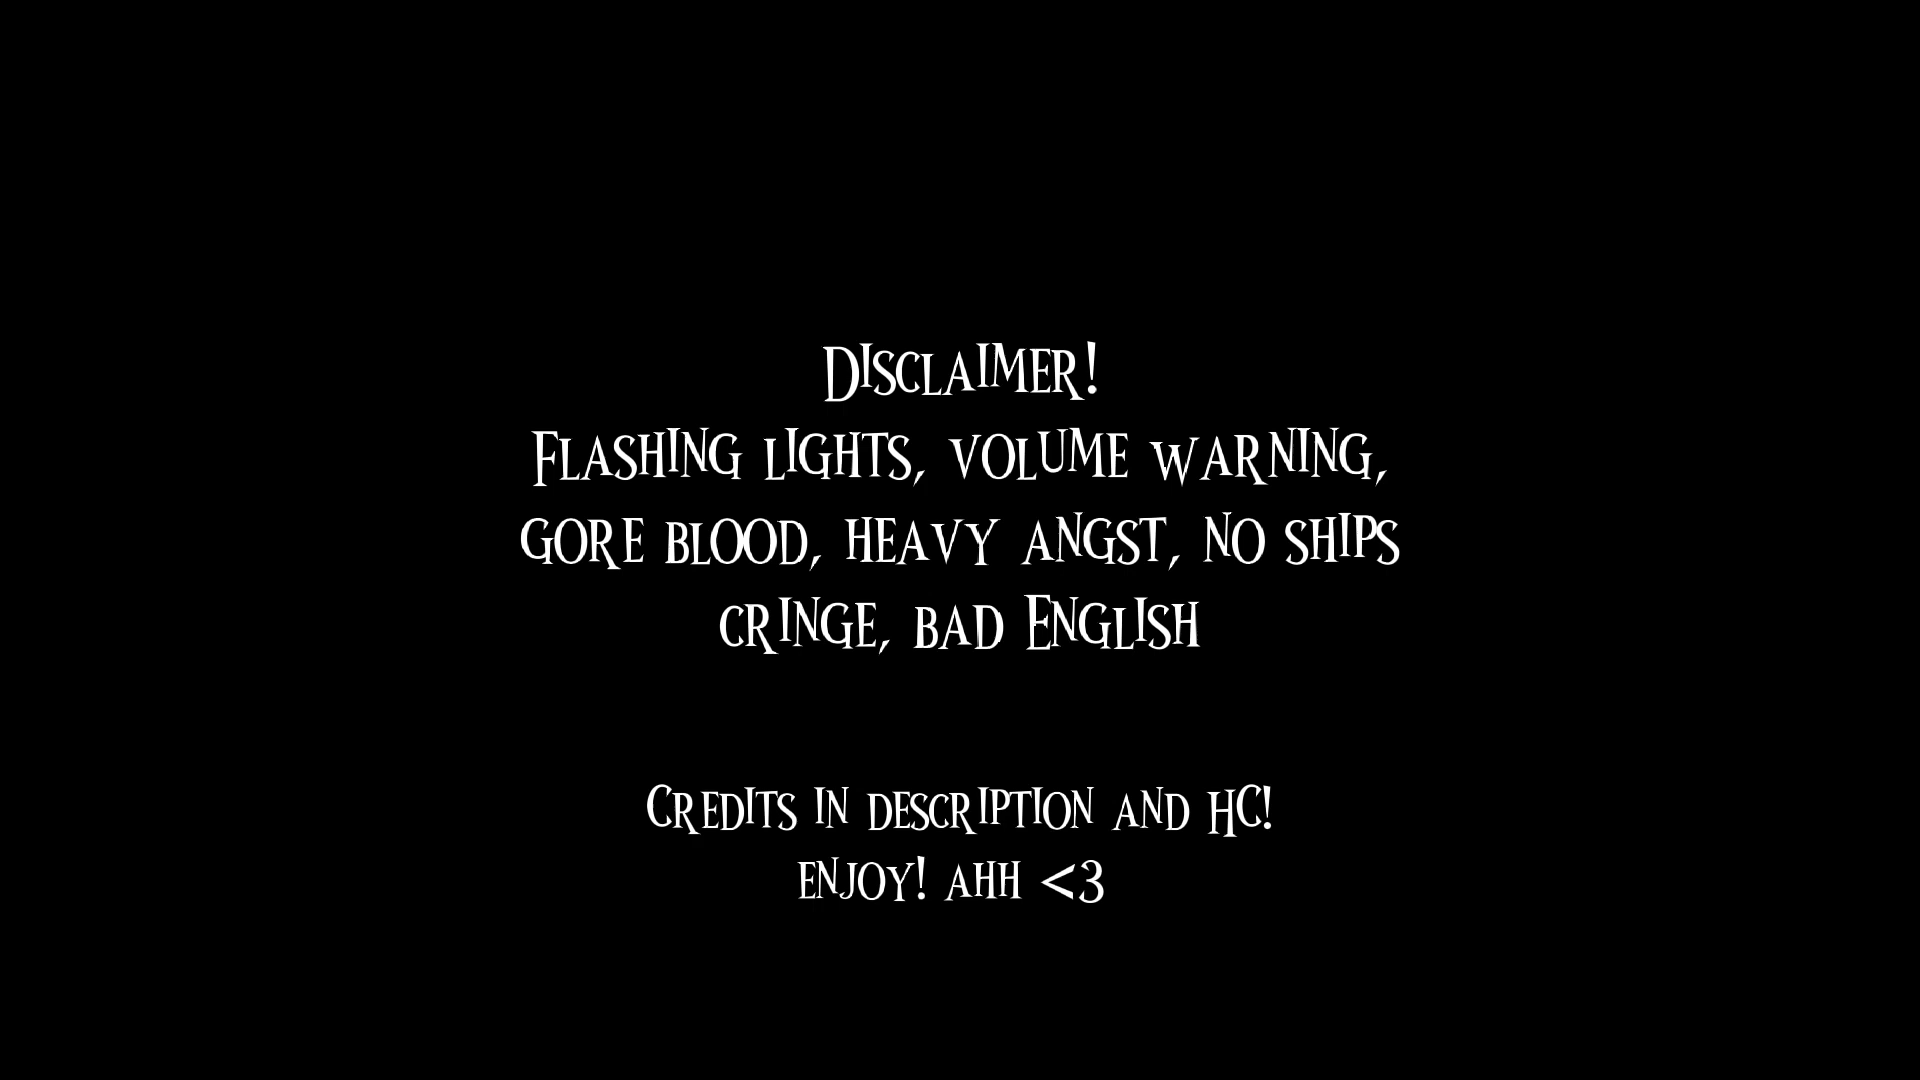 Disclaimer!
Flashing lights, volume warning,
gore blood, heavy angst, no ships
cringe, bad English
Credits in description and HC!
enjoy! ahh <3